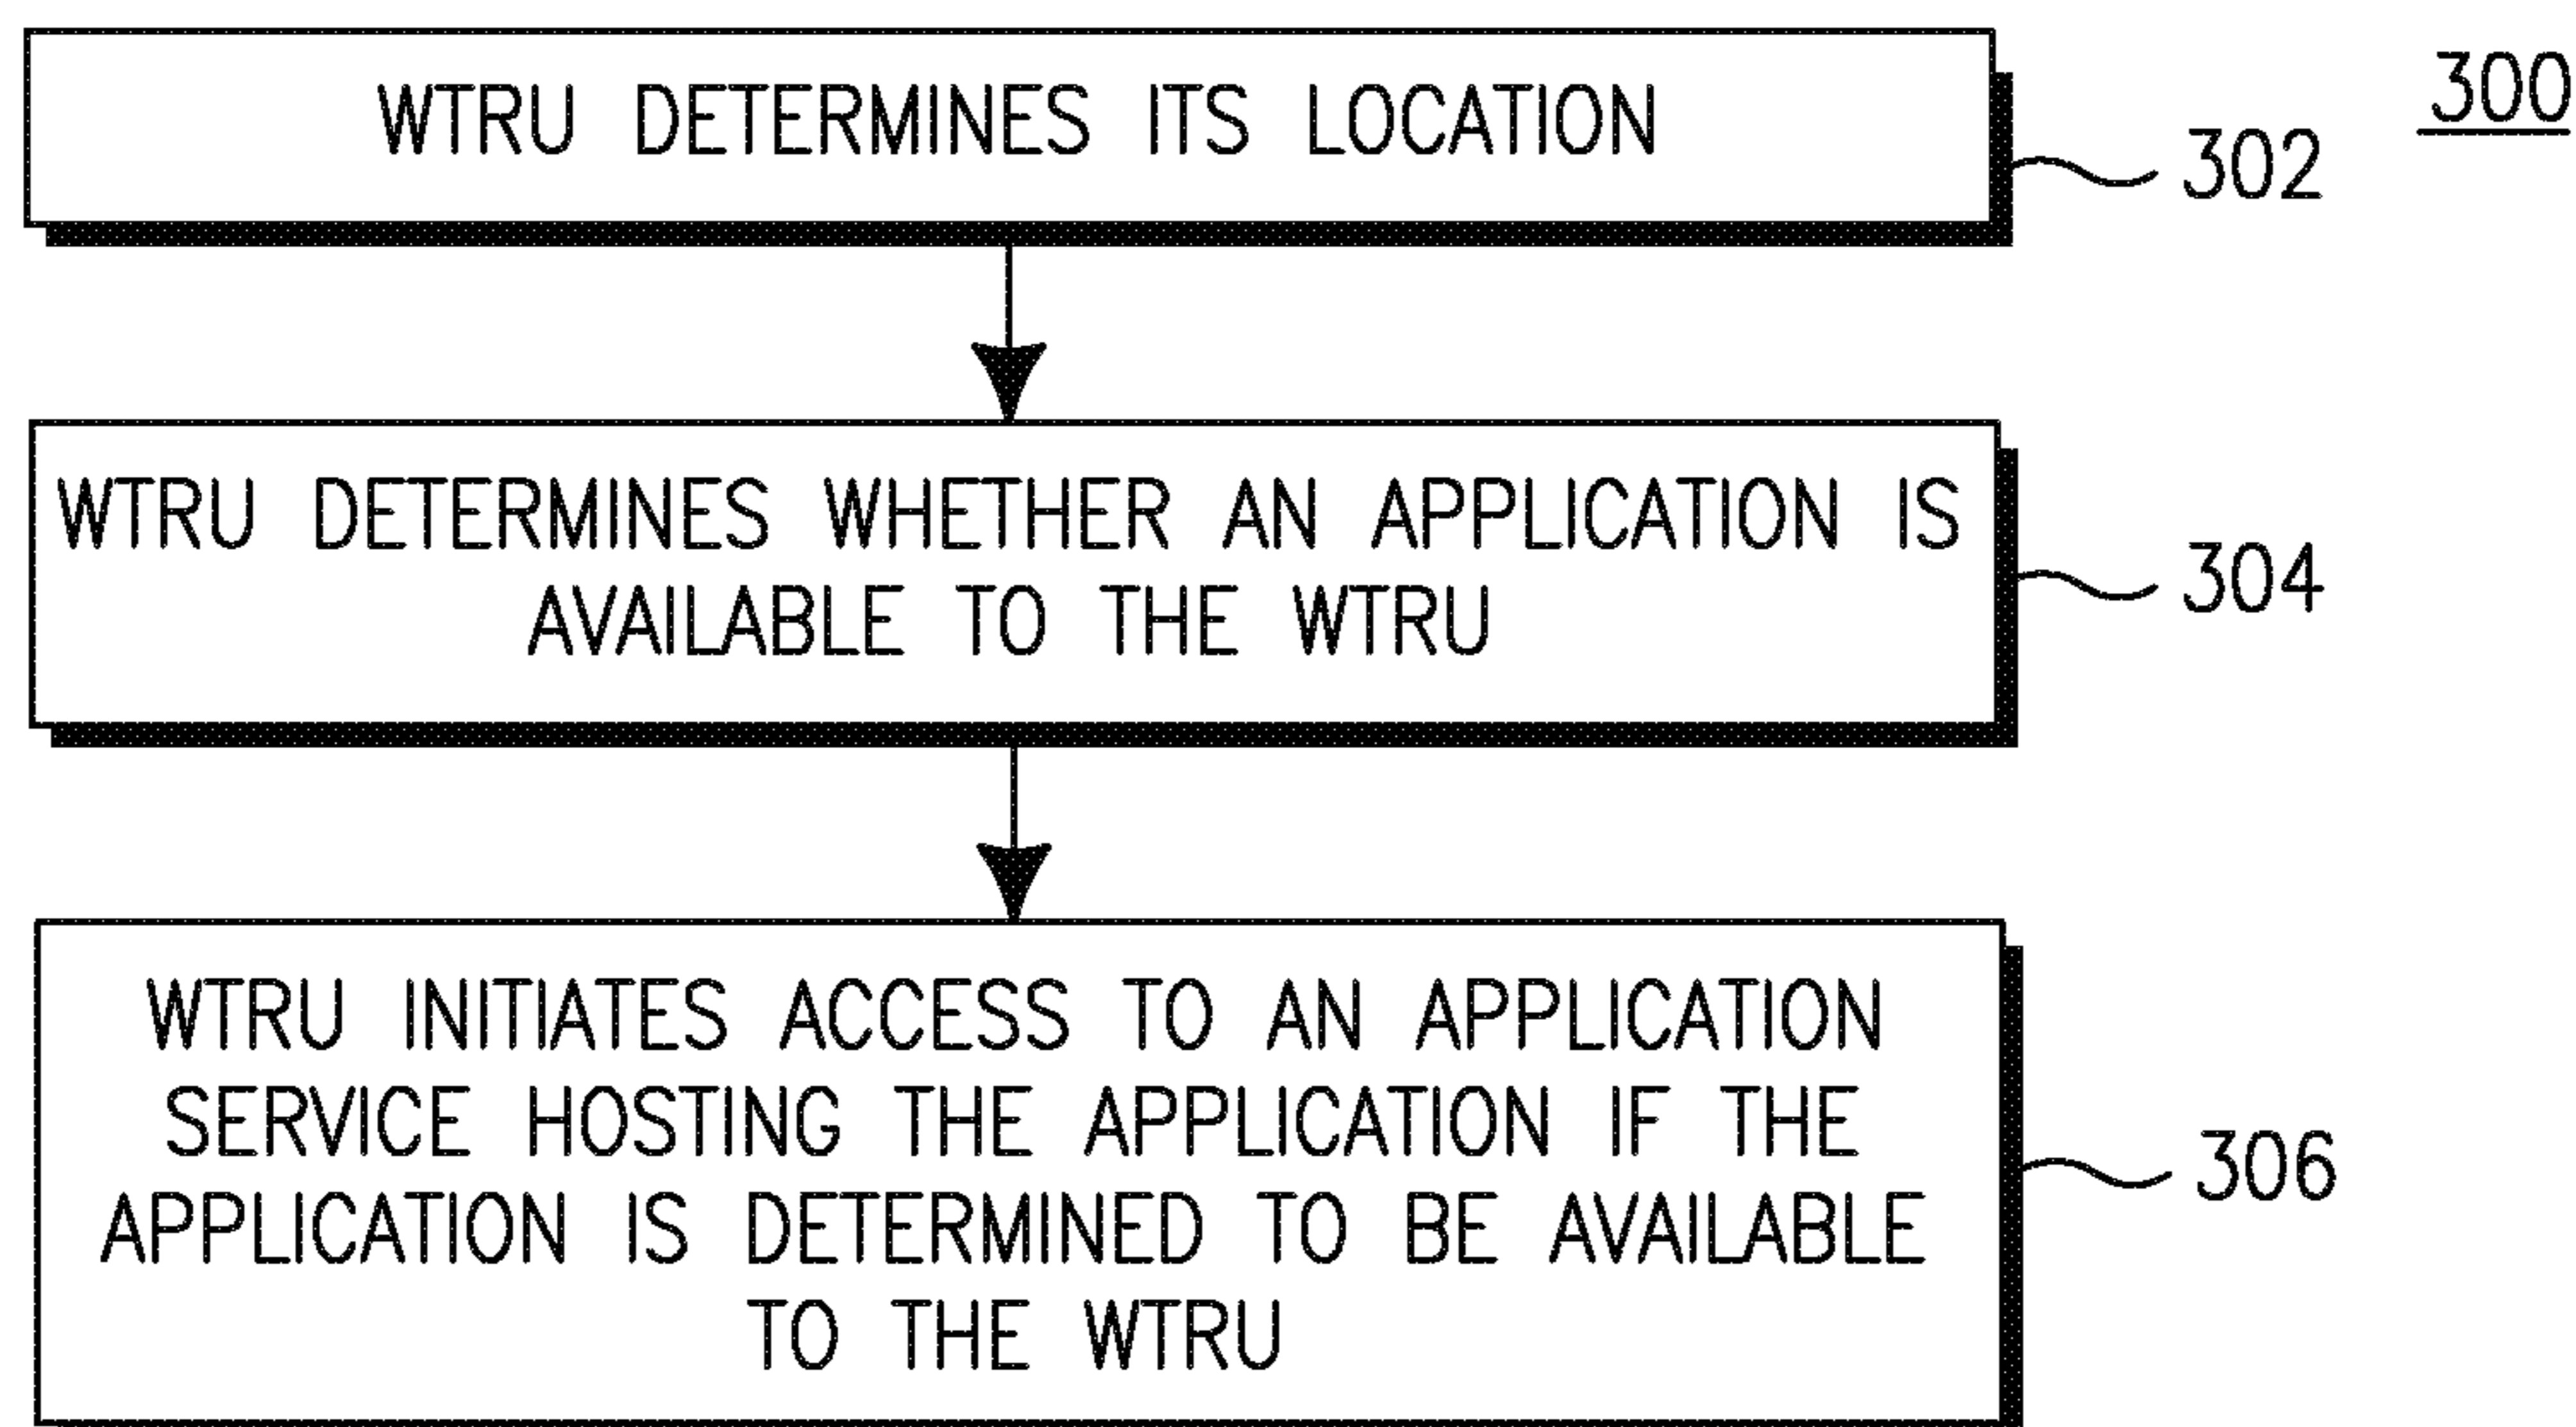 300
WTRU DETERMINES ITS LOCATION
302
WTRU DETERMINES WHETHER AN APPLICATION IS
AVAILABLE TO THE WTRU
304
WTRU INITIATES ACCESS TO AN APPLICATION
SERVICE HOSTING THE APPLICATION IF THE
APPLICATION IS DETERMINED TO BE AVAILABLE
TO THE WTRU
306